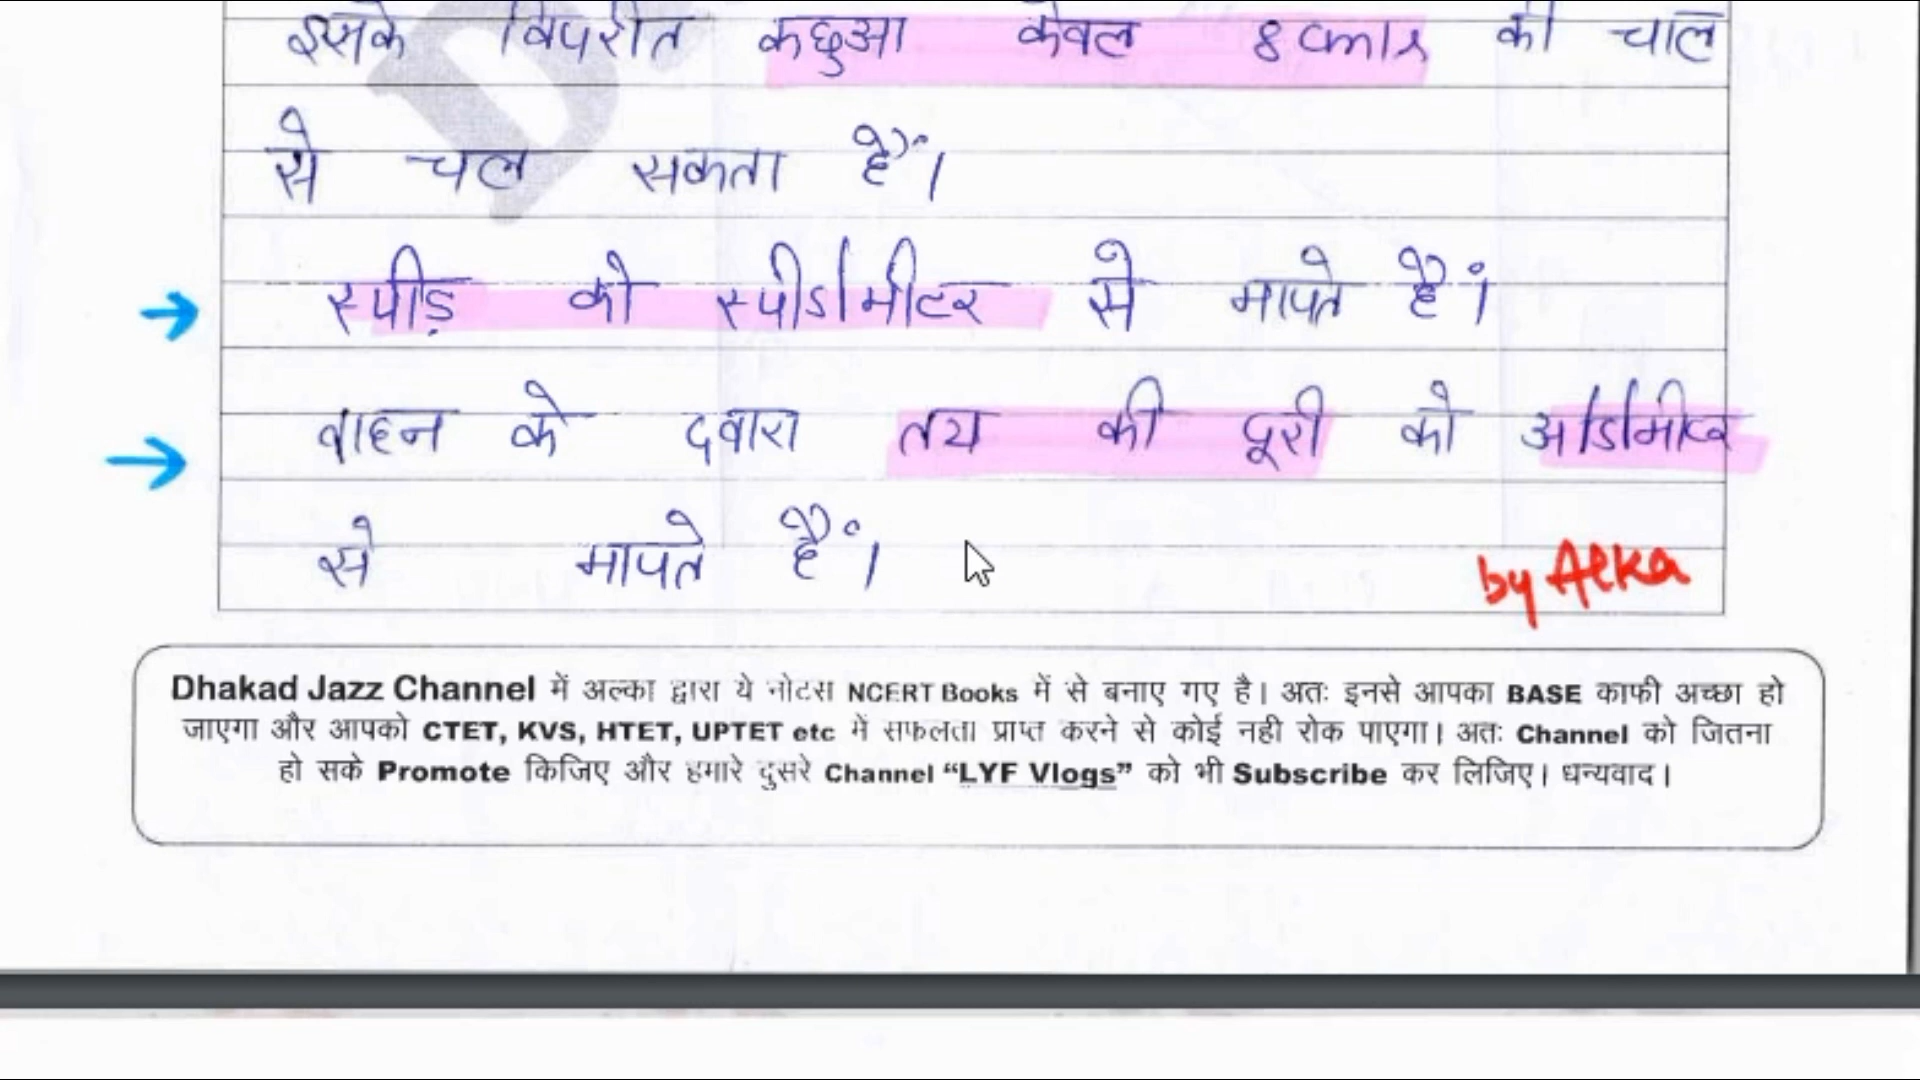 इसके विपरीत कछुआ केवल 8cm/s की चाल
से चल सकता हैं।
→ स्पीड़ को स्पीडोमीटर से मापते हैं।
→ वाहन के दवारा तय की दूरी को ओडोमीटर
से मापते हैं।
by Alka
Dhakad Jazz Channel में अल्का द्वारा ये नोटस NCERT Books में से बनाए गए है। अतः इनसे आपका BASE काफी अच्छा हो
जाएगा और आपको CTET, KVS, HTET, UPTET etc में सफलता प्राप्त करने से कोई नही रोक पाएगा। अतः Channel को जितना
हो सके Promote किजिए और हमारे दुसरे Channel “LYF Vlogs” को भी Subscribe कर लिजिए। धन्यवाद।